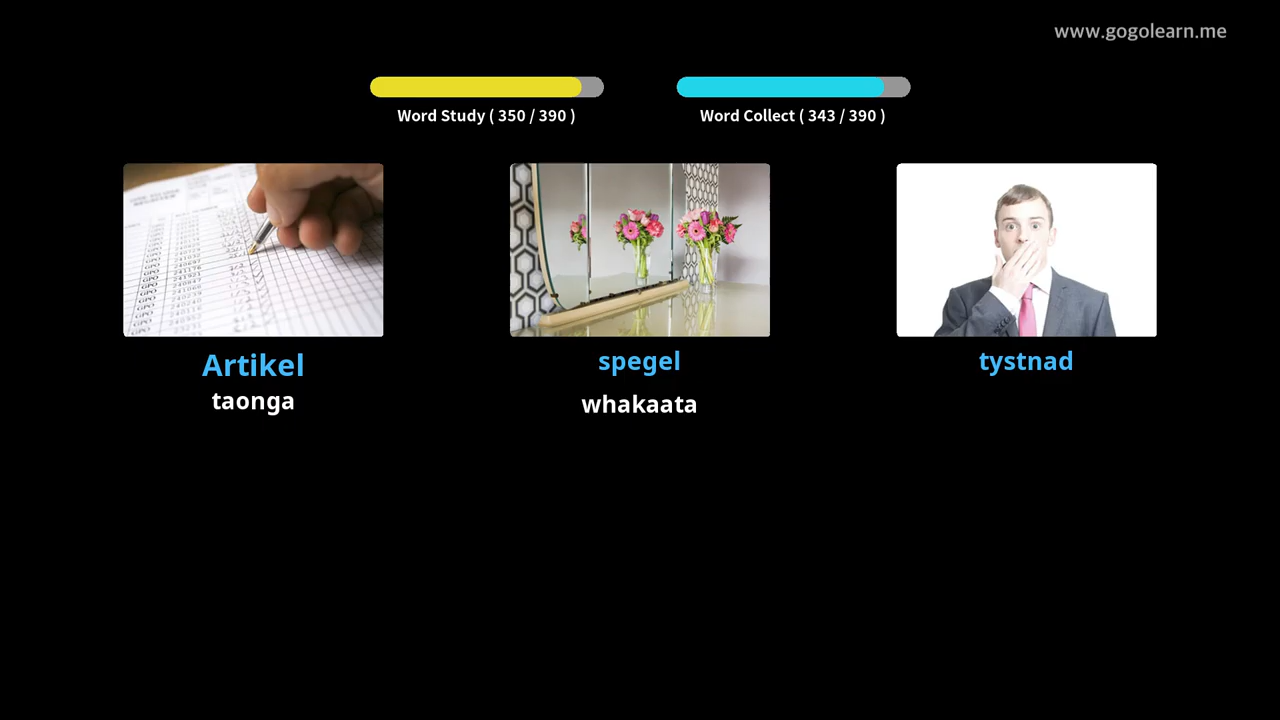 www.gogolearn.me
Word Study ( 350 / 390 )
Word Collect ( 343 / 390 )
Artikel
taonga
spegel
whakaata
tystnad